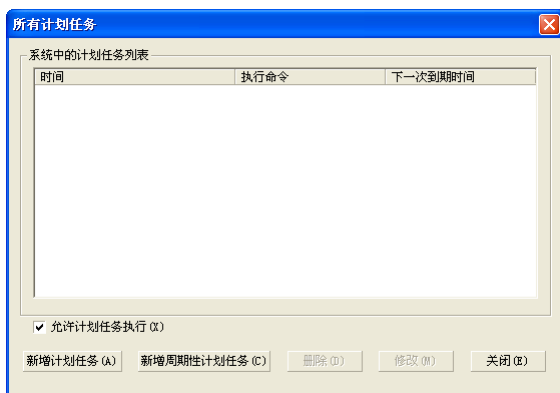 所有计划任务
系统中的计划任务列表
时间 执行命令 下一次到期时间
允许计划任务执行(X)
新增计划任务(A) 新增周期性计划任务(C) 删除(D) 修改(M) 关闭(E)